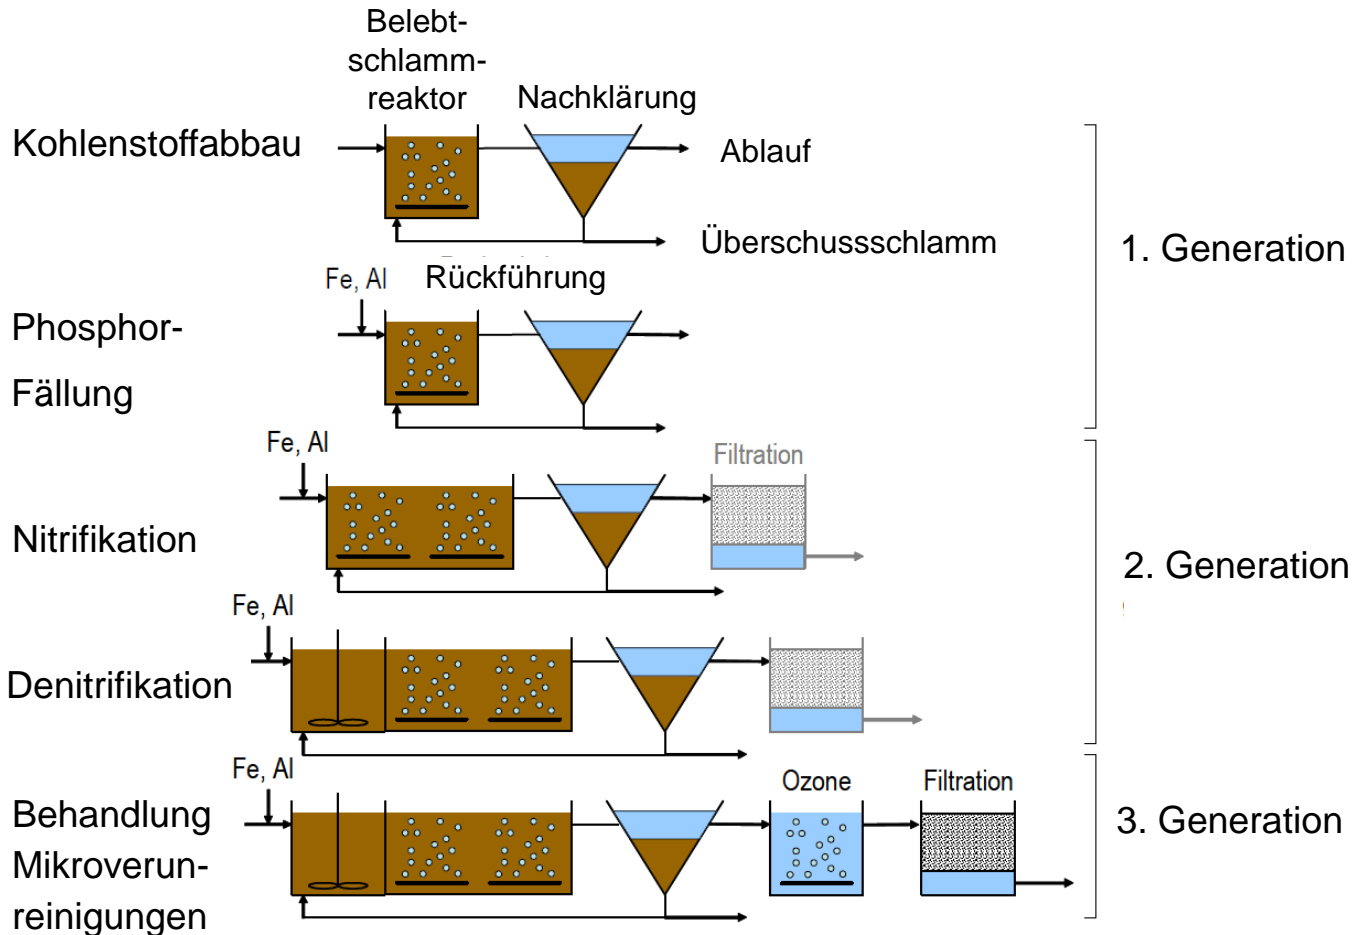 Belebt-
schlamm-
reaktor
Nachklärung
Kohlenstoffabbau
Ablauf
Überschussschlamm
1. Generation
Rückführung
Fe, Al
Phosphor-
Fällung
Fe, Al
Filtration
Nitrifikation
2. Generation
Fe, Al
Denitrifikation
Fe, Al
Ozone
Filtration
Behandlung
Mikroverun-
reinigungen
3. Generation